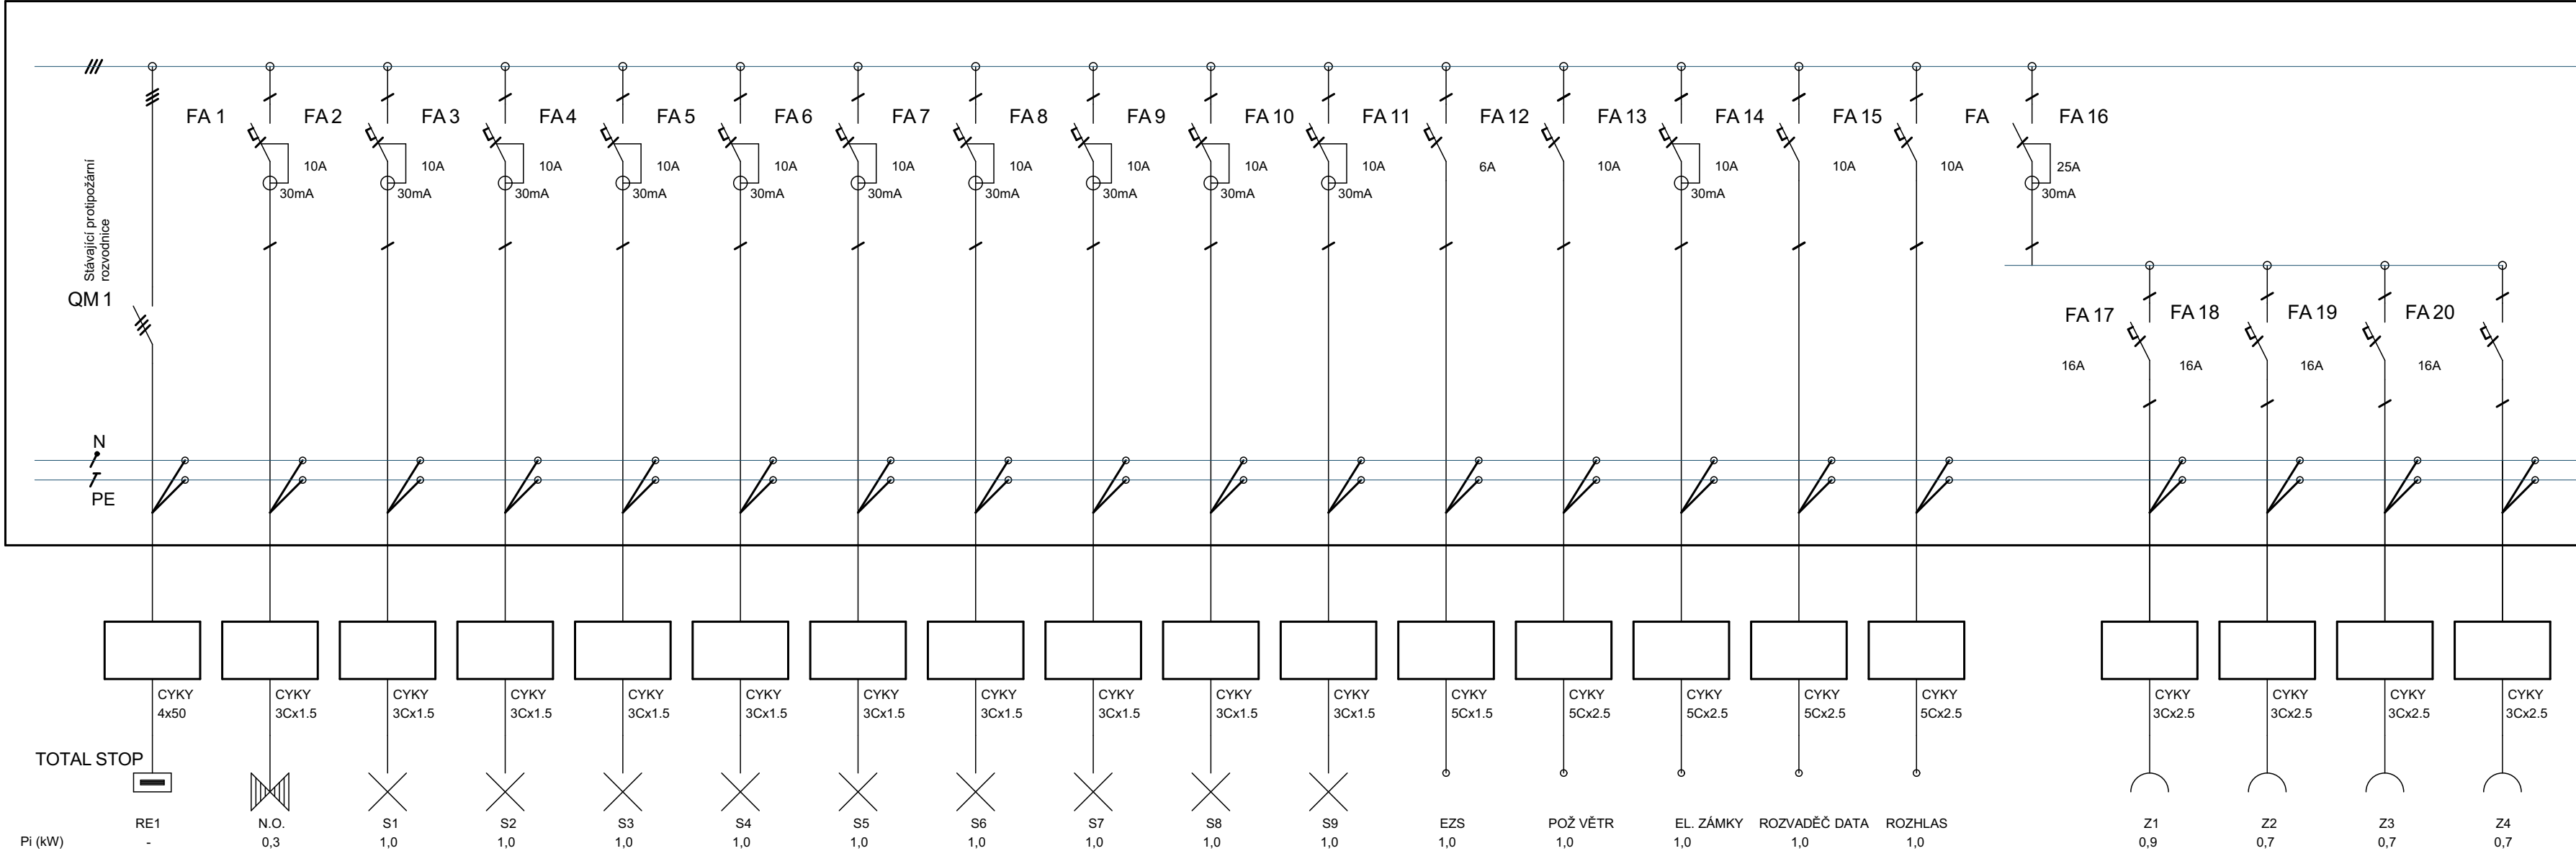 FA 1 FA 2 FA 3 FA 4 FA 5 FA 6 FA 7 FA 8 FA 9 FA 10 FA 11 FA 12 FA 13 FA 14 FA 15 FA FA 16
10A 10A 10A 10A 10A 10A 10A 10A 10A 10A 6A 10A 10A 10A 10A 25A
30mA 30mA 30mA 30mA 30mA 30mA 30mA 30mA 30mA 30mA 30mA 30mA
Stávající protipožární
rozvodnice
QM 1
FA 17 FA 18 FA 19 FA 20
16A 16A 16A 16A
N
PE
CYKY CYKY CYKY CYKY CYKY CYKY CYKY CYKY CYKY CYKY CYKY CYKY CYKY CYKY CYKY CYKY CYKY CYKY CYKY CYKY
4x50 3Cx1.5 3Cx1.5 3Cx1.5 3Cx1.5 3Cx1.5 3Cx1.5 3Cx1.5 3Cx1.5 3Cx1.5 3Cx1.5 5Cx1.5 5Cx2.5 5Cx2.5 5Cx2.5 5Cx2.5 3Cx2.5 3Cx2.5 3Cx2.5 3Cx2.5
TOTAL STOP
RE1 N.O. S1 S2 S3 S4 S5 S6 S7 S8 S9 EZS POŽ VĚTR EL. ZÁMKY ROZVADĚČ DATA ROZHLAS Z1 Z2 Z3 Z4
Pi (kW) - 0,3 1,0 1,0 1,0 1,0 1,0 1,0 1,0 1,0 1,0 1,0 1,0 1,0 1,0 1,0 0,9 0,7 0,7 0,7